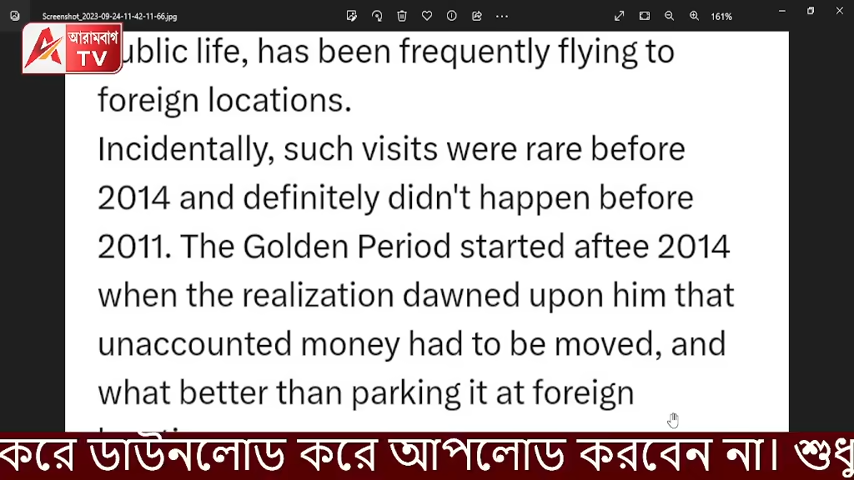 Screenshot_2023-09-24-11-42-11-66.jpg
161%
আরামবাগ
TV
public life, has been frequently flying to
foreign locations.
Incidentally, such visits were rare before
2014 and definitely didn't happen before
2011. The Golden Period started aftee 2014
when the realization dawned upon him that
unaccounted money had to be moved, and
what better than parking it at foreign
করে ডাউনলোড করে আপলোড করবেন না। শুধু